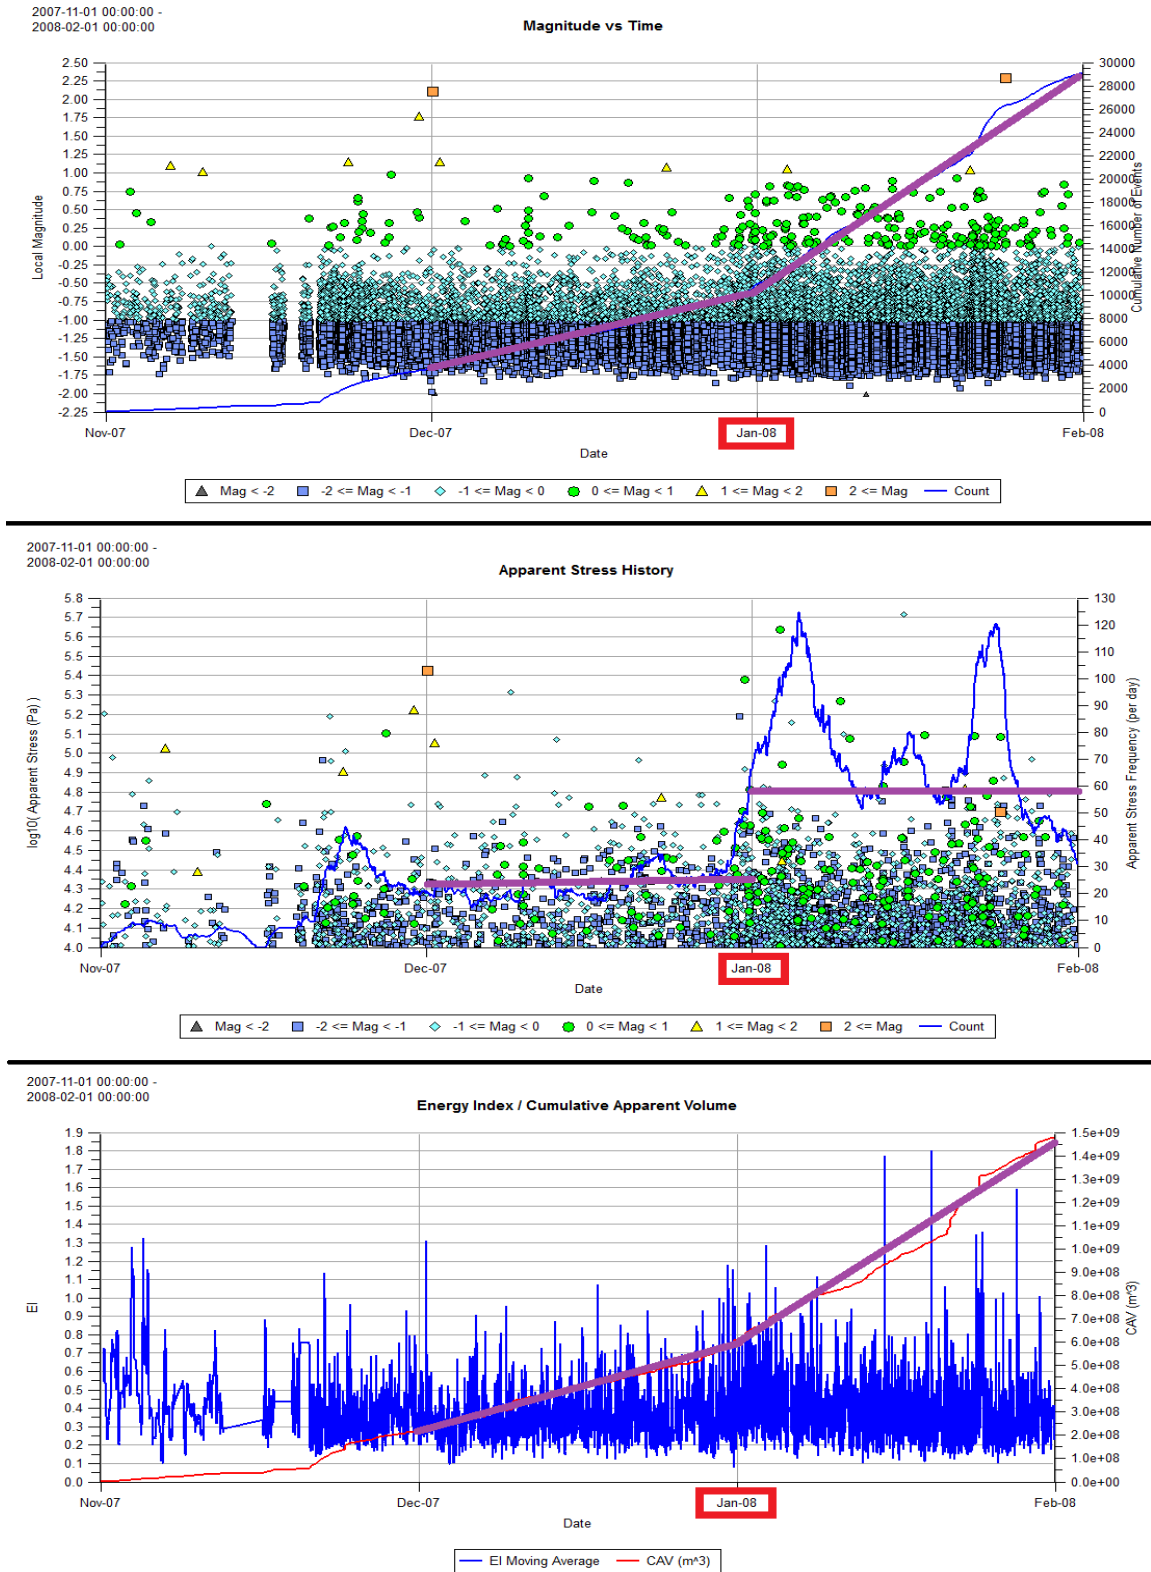 2007-11-01 00:00:00 -
2008-02-01 00:00:00
Magnitude vs Time
2.50
2.25
2.00
1.75
1.50
1.25
1.00
0.75
0.50
0.25
0.00
-0.25
-0.50
-0.75
-1.00
-1.25
-1.50
-1.75
-2.00
-2.25
Local Magnitude
30000
28000
26000
24000
22000
20000
18000
16000
14000
12000
10000
8000
6000
4000
2000
0
Cumulative Number of Events
Nov-07 Dec-07 Jan-08 Feb-08
Date
Mag < -2 -2 <= Mag < -1 -1 <= Mag < 0 0 <= Mag < 1 1 <= Mag < 2 2 <= Mag Count
2007-11-01 00:00:00 -
2008-02-01 00:00:00
Apparent Stress History
5.8
5.7
5.6
5.5
5.4
5.3
5.2
5.1
5.0
4.9
4.8
4.7
4.6
4.5
4.4
4.3
4.2
4.1
4.0
log10( Apparent Stress (Pa) )
130
120
110
100
90
80
70
60
50
40
30
20
10
0
Apparent Stress Frequency (per day)
Nov-07 Dec-07 Jan-08 Feb-08
Date
Mag < -2 -2 <= Mag < -1 -1 <= Mag < 0 0 <= Mag < 1 1 <= Mag < 2 2 <= Mag Count
2007-11-01 00:00:00 -
2008-02-01 00:00:00
Energy Index / Cumulative Apparent Volume
1.9
1.8
1.7
1.6
1.5
1.4
1.3
1.2
1.1
1.0
0.9
0.8
0.7
0.6
0.5
0.4
0.3
0.2
0.1
0.0
EI
1.5e+09
1.4e+09
1.3e+09
1.2e+09
1.1e+09
1.0e+09
9.0e+08
8.0e+08
7.0e+08
6.0e+08
5.0e+08
4.0e+08
3.0e+08
2.0e+08
1.0e+08
0.0e+00
CAV (m^3)
Nov-07 Dec-07 Jan-08 Feb-08
Date
EI Moving Average CAV (m^3)